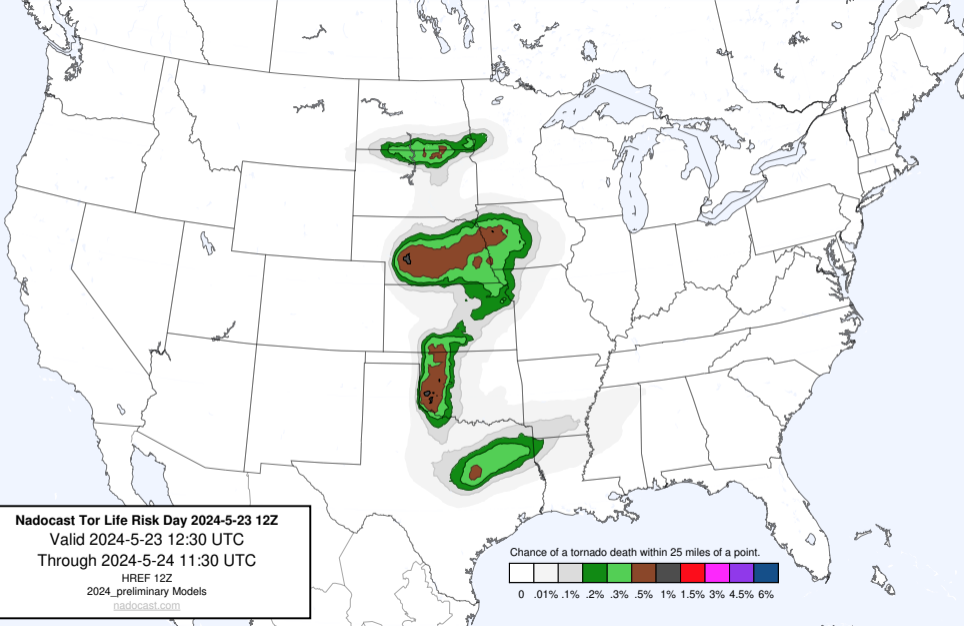 Nadocast Tor Life Risk Day 2024-5-23 12Z
Valid 2024-5-23 12:30 UTC
Through 2024-5-24 11:30 UTC
HREF 12Z
2024_preliminary Models
nadocast.com
Chance of a tornado death within 25 miles of a point.
0 .01% .1% .2% .3% .5% 1% 1.5% 3% 4.5% 6%